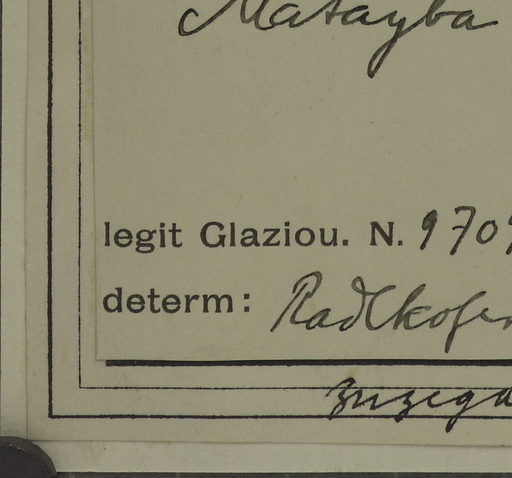 Matayba
legit Glaziou. N. 970
determ: Radlkofer